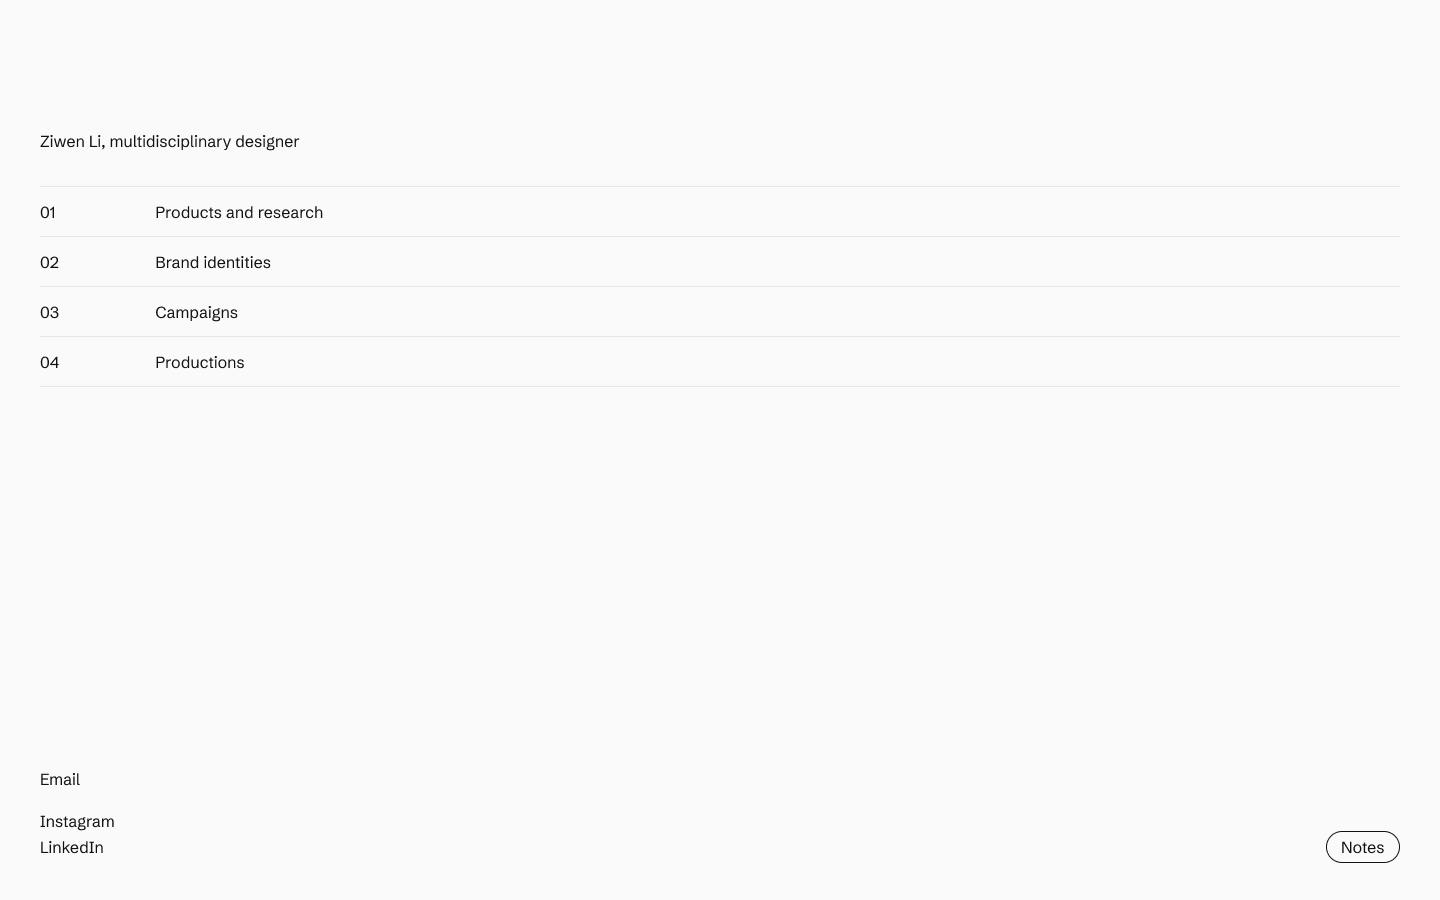 Ziwen Li, multidisciplinary designer
01 Products and research
02 Brand identities
03 Campaigns
04 Productions
Email
Instagram
LinkedIn
Notes